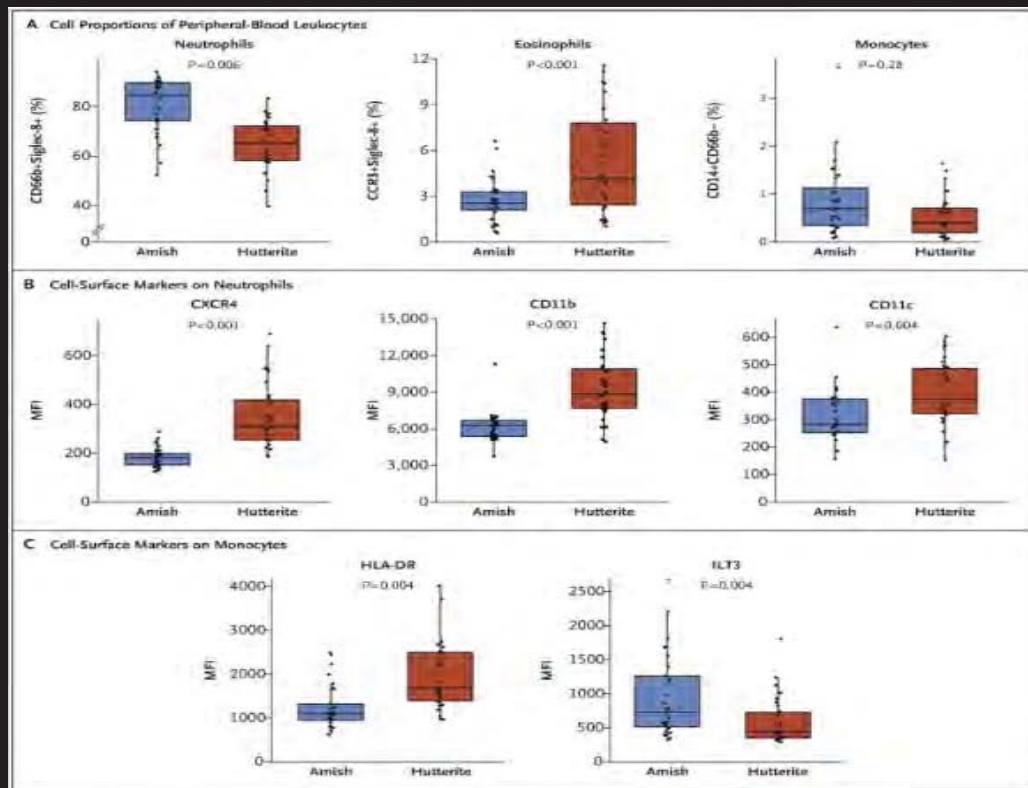 A Cell Proportions of Peripheral-Blood Leukocytes
Neutrophils
P=0.006
CD66b+Siglec-8+ (%)
80
60
40
0
Amish
Hutterite
Eosinophils
P<0.001
CCR3+Siglec-8+ (%)
12
9
6
3
0
Amish
Hutterite
Monocytes
P=0.28
CD14+CD66b− (%)
3
2
1
0
Amish
Hutterite
B Cell-Surface Markers on Neutrophils
CXCR4
P<0.001
MFI
600
400
200
0
Amish
Hutterite
CD11b
P<0.001
MFI
15,000
12,000
9,000
6,000
3,000
0
Amish
Hutterite
CD11c
P=0.004
MFI
600
500
400
300
200
100
0
Amish
Hutterite
C Cell-Surface Markers on Monocytes
HLA-DR
P=0.004
MFI
4000
3000
2000
1000
0
Amish
Hutterite
ILT3
P=0.004
MFI
2500
2000
1500
1000
500
0
Amish
Hutterite